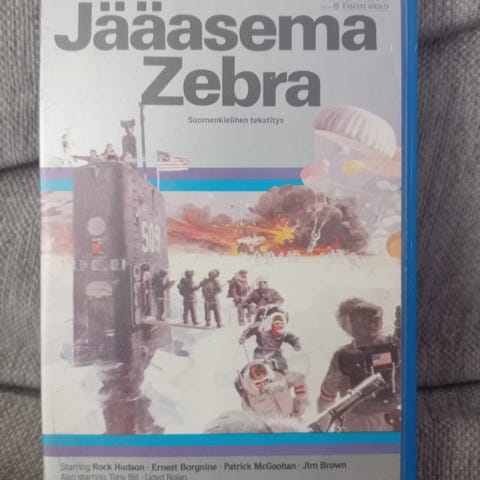 ESSELTE VIDEO
Jääasema
Zebra
Suomenkielinen tekstitys
509
Starring Rock Hudson · Ernest Borgnine · Patrick McGoohan · Jim Brown
Also starring Tony Bill · Lloyd Nolan